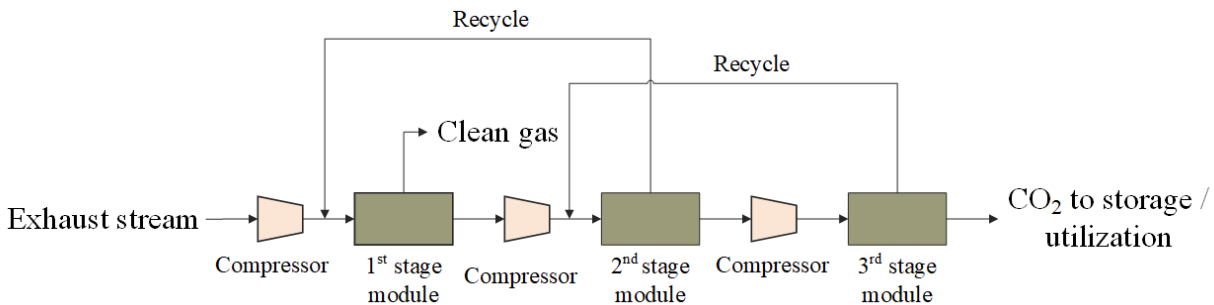 Recycle
Recycle
Clean gas
Exhaust stream
CO₂ to storage /
utilization
Compressor
1ˢᵗ stage
module
Compressor
2ⁿᵈ stage
module
Compressor
3ʳᵈ stage
module